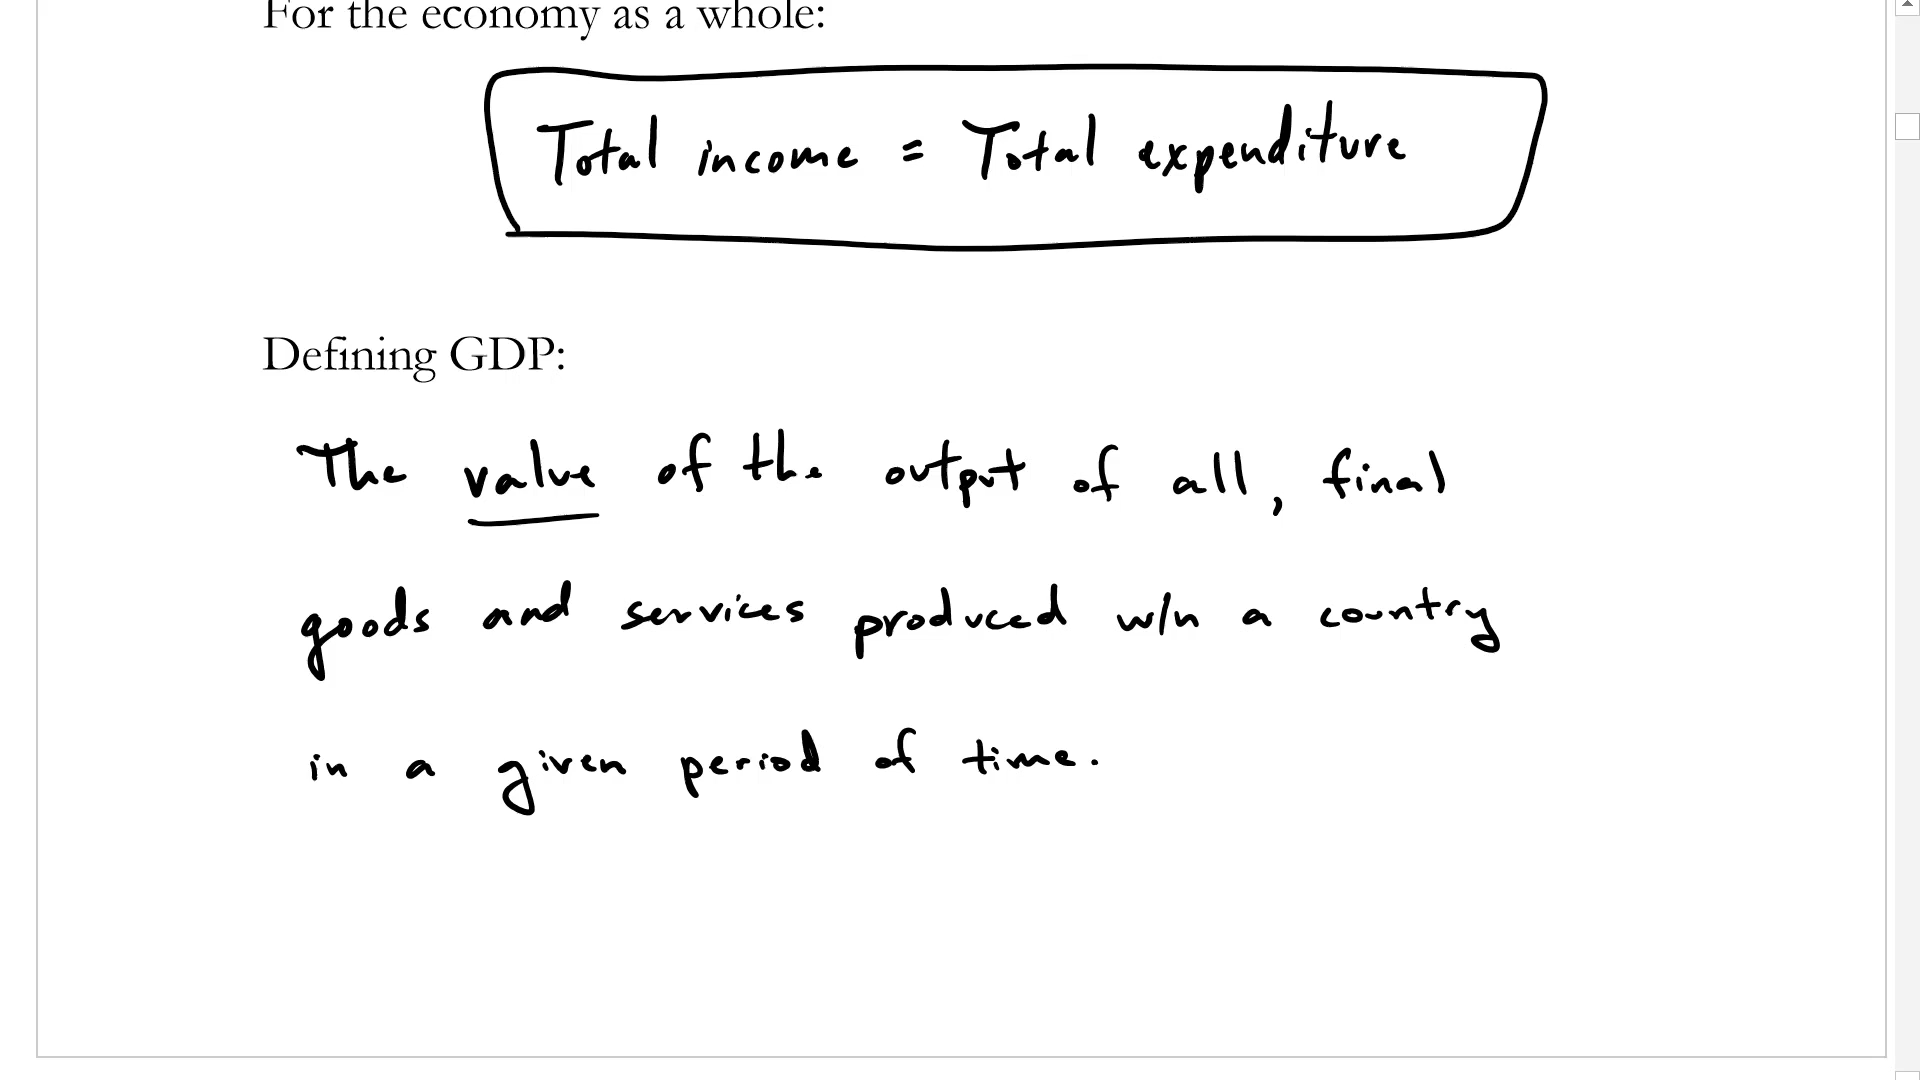 For the economy as a whole:
Total income = Total expenditure
Defining GDP:
The value of the output of all, final
goods and services produced w/n a country
in a given period of time.